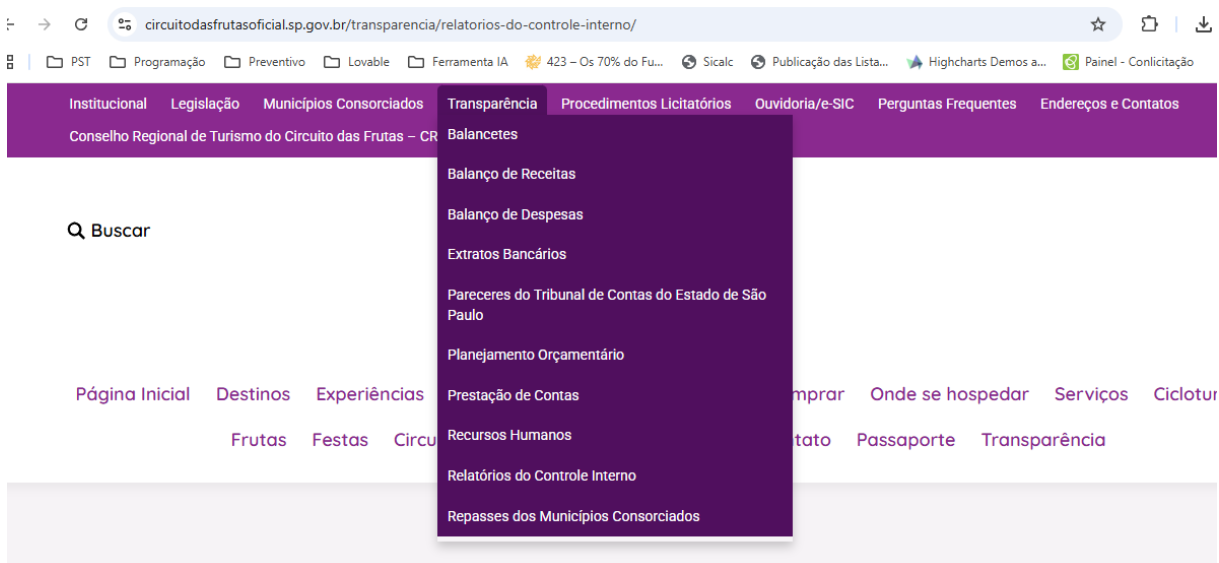 circuitodasfrutasoficial.sp.gov.br/transparencia/relatorios-do-controle-interno/
PST Programação Preventivo Lovable Ferramenta IA 423 – Os 70% do Fu... Sicalc Publicação das Lista... Highcharts Demos a... Painel - Conlicitação
Institucional Legislação Municípios Consorciados Transparência Procedimentos Licitatórios Ouvidoria/e-SIC Perguntas Frequentes Endereços e Contatos
Conselho Regional de Turismo do Circuito das Frutas – CR
Balancetes
Balanço de Receitas
Balanço de Despesas
Extratos Bancários
Pareceres do Tribunal de Contas do Estado de São
Paulo
Planejamento Orçamentário
Prestação de Contas
Recursos Humanos
Relatórios do Controle Interno
Repasses dos Municípios Consorciados
Buscar
Página Inicial Destinos Experiências mprar Onde se hospedar Serviços Ciclotur
Frutas Festas Circu tato Passaporte Transparência